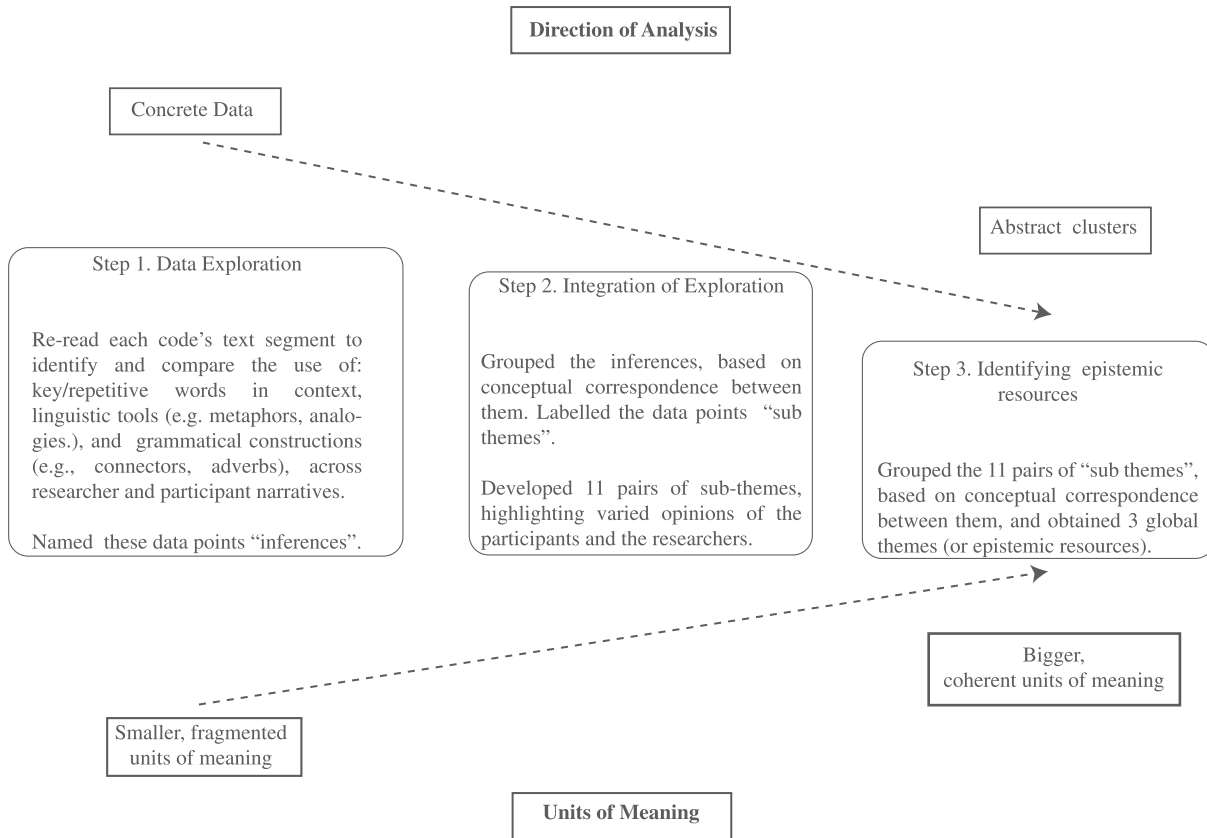 Direction of Analysis
Concrete Data
Abstract clusters
Step 1. Data Exploration
Re-read each code’s text segment to
identify and compare the use of:
key/repetitive words in context,
linguistic tools (e.g. metaphors, analo-
gies.), and grammatical constructions
(e.g., connectors, adverbs), across
researcher and participant narratives.
Named these data points “inferences”.
Step 2. Integration of Exploration
Grouped the inferences, based on
conceptual correspondence between
them. Labelled the data points “sub
themes”.
Developed 11 pairs of sub-themes,
highlighting varied opinions of the
participants and the researchers.
Step 3. Identifying epistemic
resources
Grouped the 11 pairs of “sub themes”,
based on conceptual correspondence
between them, and obtained 3 global
themes (or epistemic resources).
Bigger,
coherent units of meaning
Smaller, fragmented
units of meaning
Units of Meaning